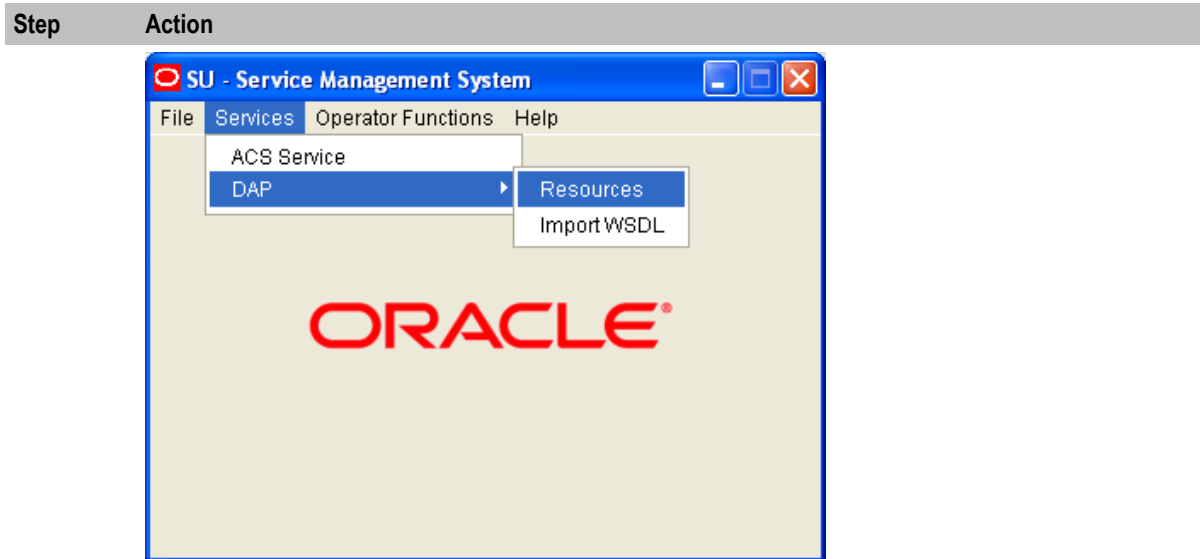 Step Action
SU - Service Management System
File Services Operator Functions Help
ACS Service
DAP Resources
Import WSDL
ORACLE®